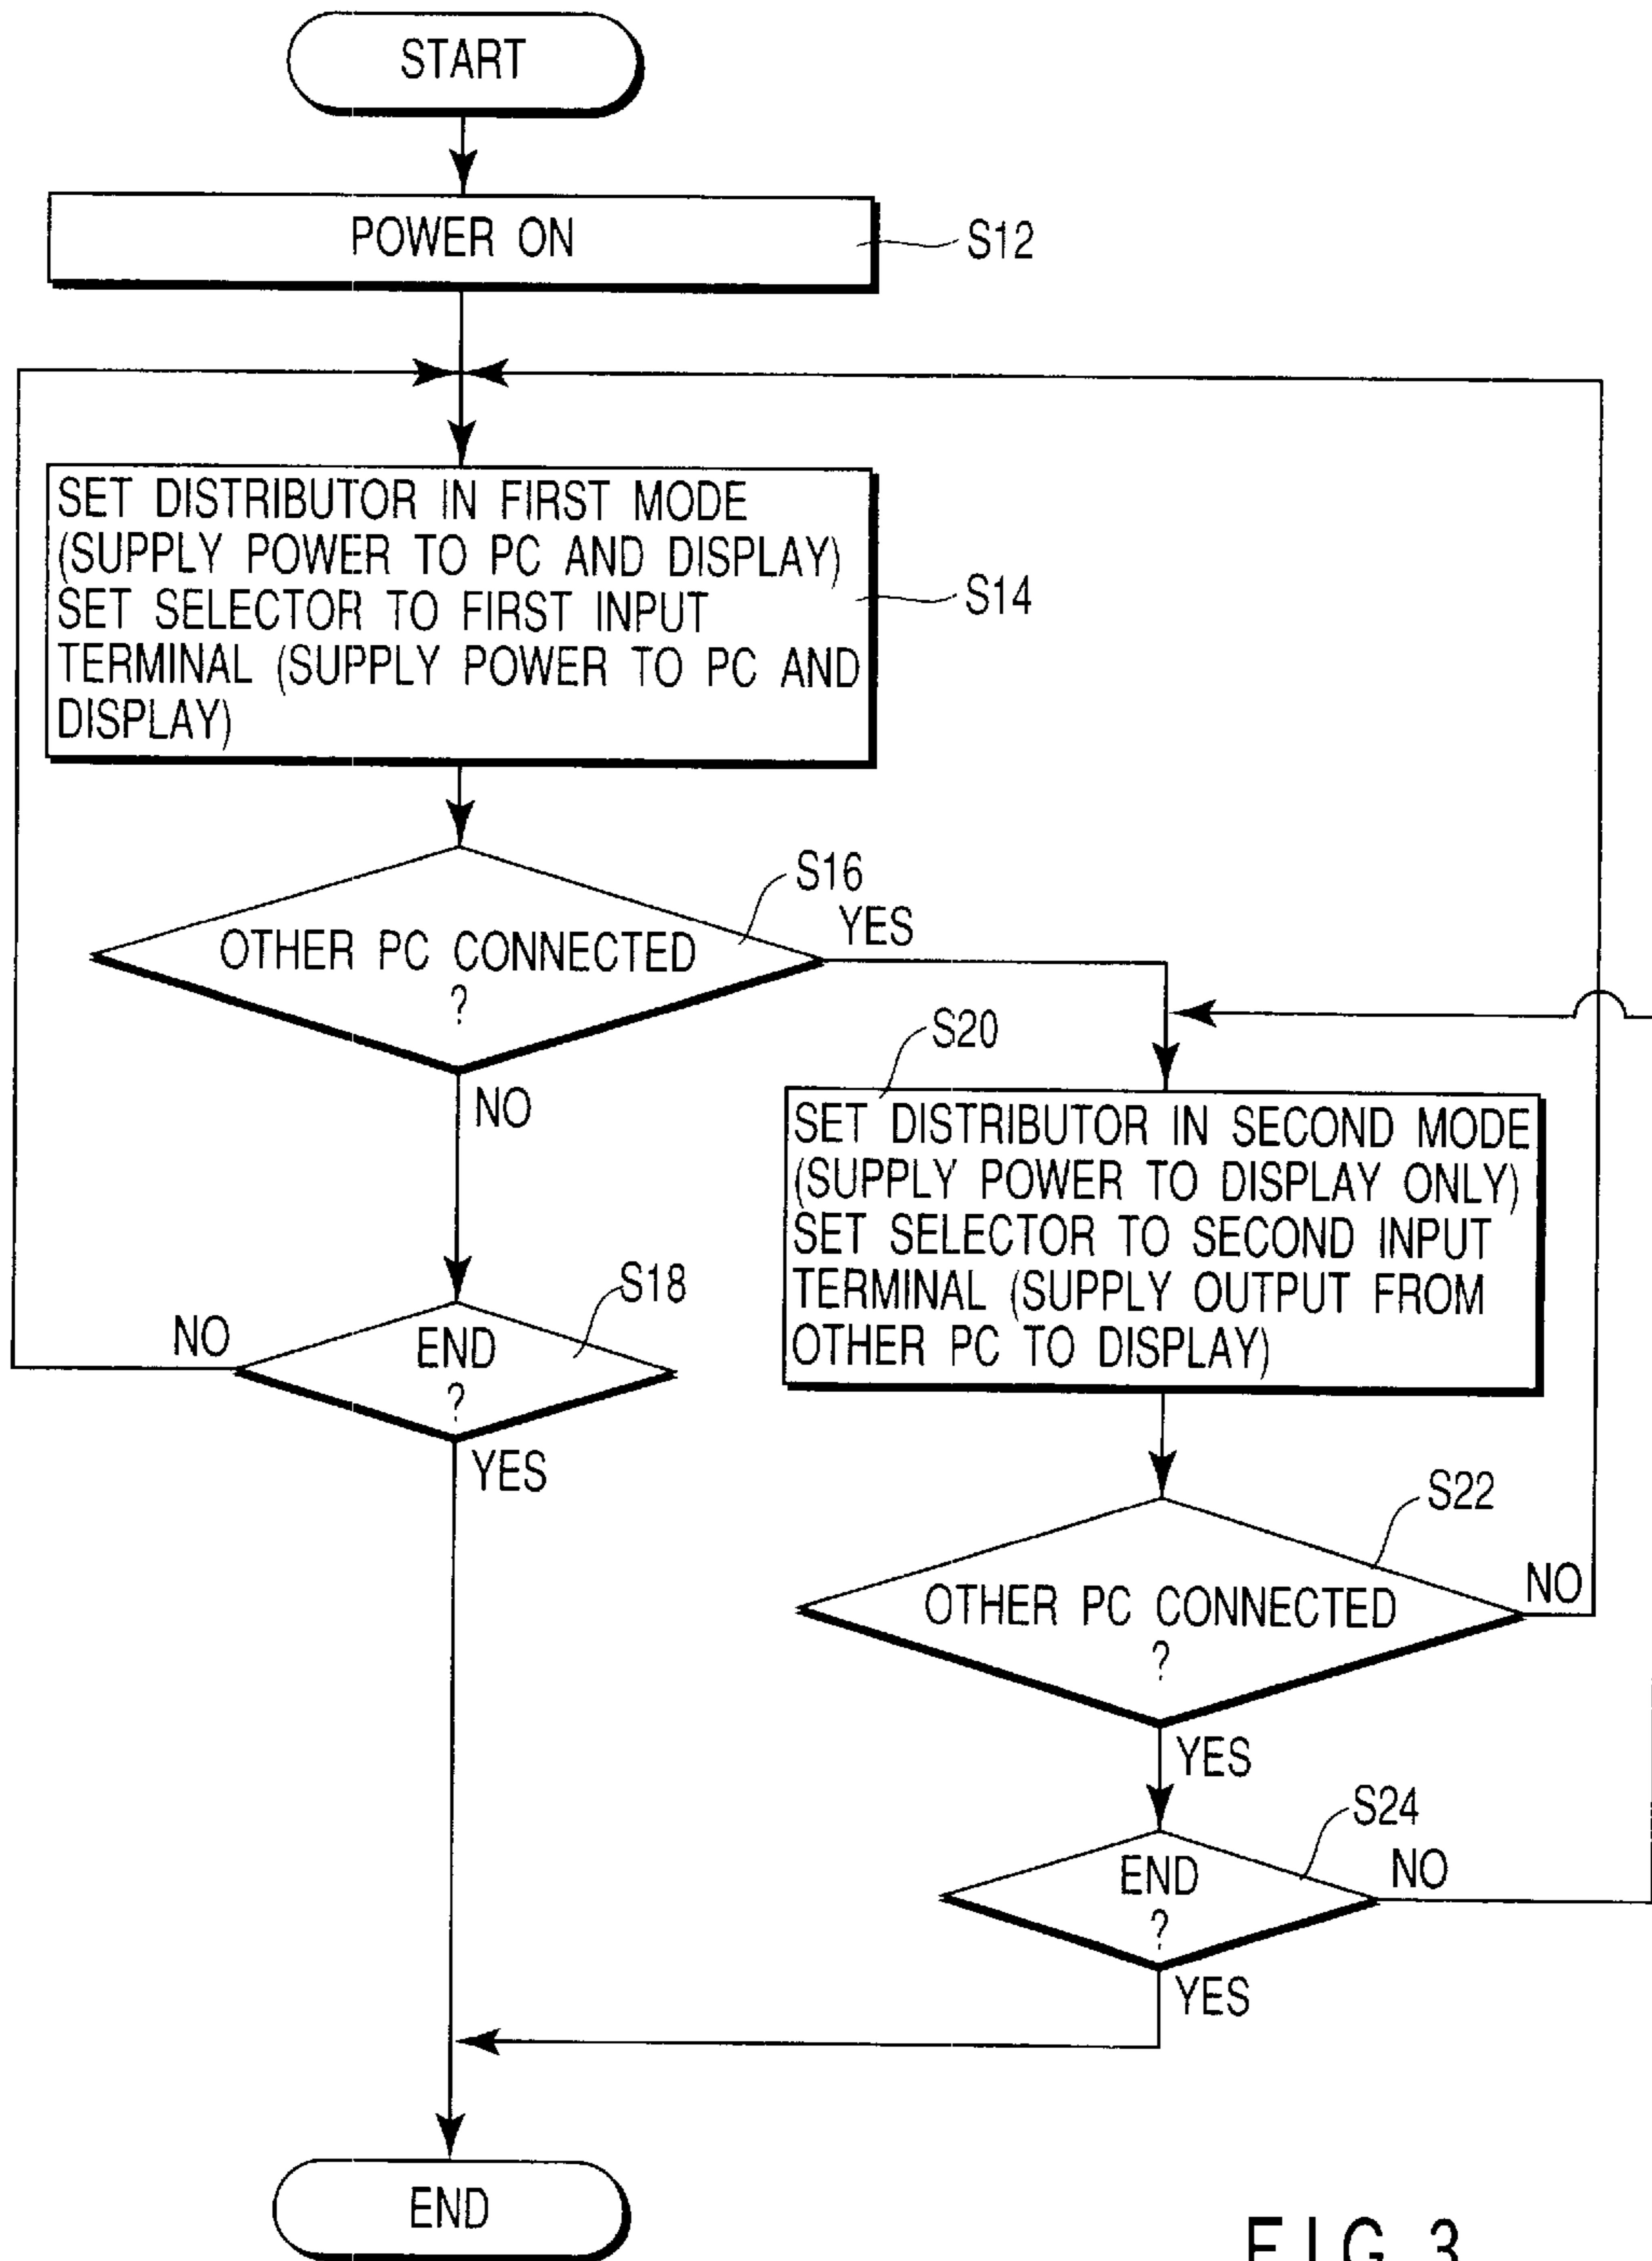 START
POWER ON
S12
SET DISTRIBUTOR IN FIRST MODE
(SUPPLY POWER TO PC AND DISPLAY)
SET SELECTOR TO FIRST INPUT
TERMINAL (SUPPLY POWER TO PC AND
DISPLAY)
S14
S16
OTHER PC CONNECTED
?
YES
NO
S20
SET DISTRIBUTOR IN SECOND MODE
(SUPPLY POWER TO DISPLAY ONLY)
SET SELECTOR TO SECOND INPUT
TERMINAL (SUPPLY OUTPUT FROM
OTHER PC TO DISPLAY)
S18
END
?
NO
YES
S22
OTHER PC CONNECTED
?
NO
YES
S24
END
?
NO
YES
END
FIG.3